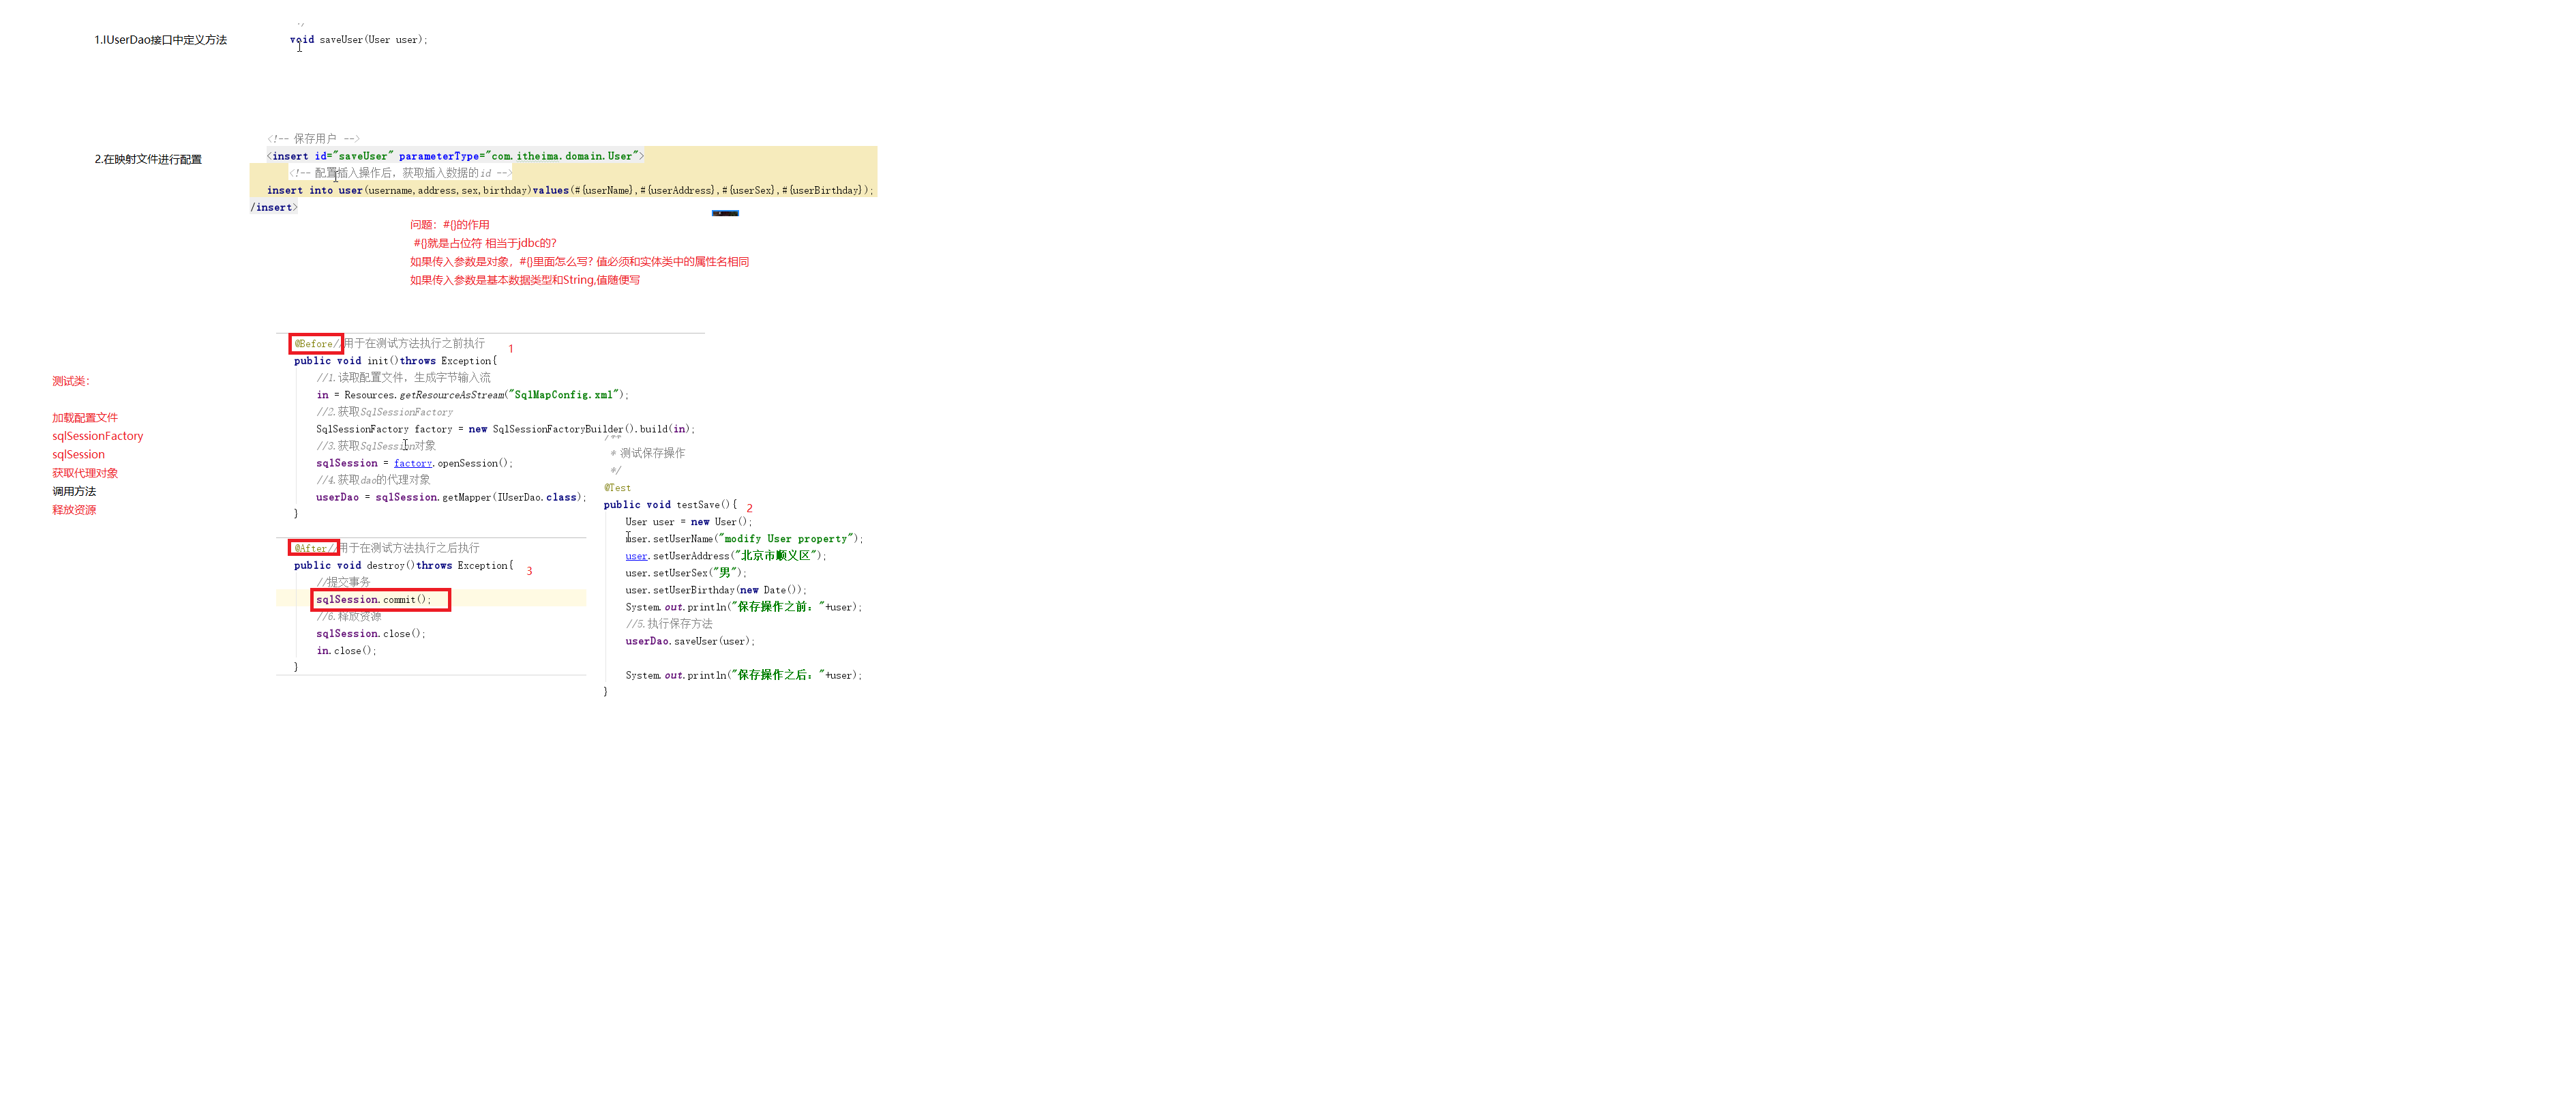 1.IUserDao接口中定义方法
void saveUser(User user);
2.在映射文件进行配置
<!-- 保存用户 -->
<insert id="saveUser" parameterType="com.itheima.domain.User">
<!-- 配置插入操作后，获取插入数据的id -->
insert into user(username,address,sex,birthday)values(#{userName},#{userAddress},#{userSex},#{userBirthday});
/insert>
问题：#{}的作用
#{}就是占位符 相当于jdbc的?
如果传入参数是对象，#{}里面怎么写? 值必须和实体类中的属性名相同
如果传入参数是基本数据类型和String,值随便写
测试类：
加载配置文件
sqlSessionFactory
sqlSession
获取代理对象
调用方法
释放资源
@Before//用于在测试方法执行之前执行 1
public void init()throws Exception{
//1.读取配置文件，生成字节输入流
in = Resources.getResourceAsStream("SqlMapConfig.xml");
//2.获取SqlSessionFactory
SqlSessionFactory factory = new SqlSessionFactoryBuilder().build(in);
//3.获取SqlSession对象
sqlSession = factory.openSession();
//4.获取dao的代理对象
userDao = sqlSession.getMapper(IUserDao.class);
}
@After//用于在测试方法执行之后执行
public void destroy()throws Exception{ 3
//提交事务
sqlSession.commit();
//6.释放资源
sqlSession.close();
in.close();
}
/**
* 测试保存操作
*/
@Test
public void testSave(){ 2
User user = new User();
user.setUserName("modify User property");
user.setUserAddress("北京市顺义区");
user.setUserSex("男");
user.setUserBirthday(new Date());
System.out.println("保存操作之前："+user);
//5.执行保存方法
userDao.saveUser(user);
System.out.println("保存操作之后："+user);
}